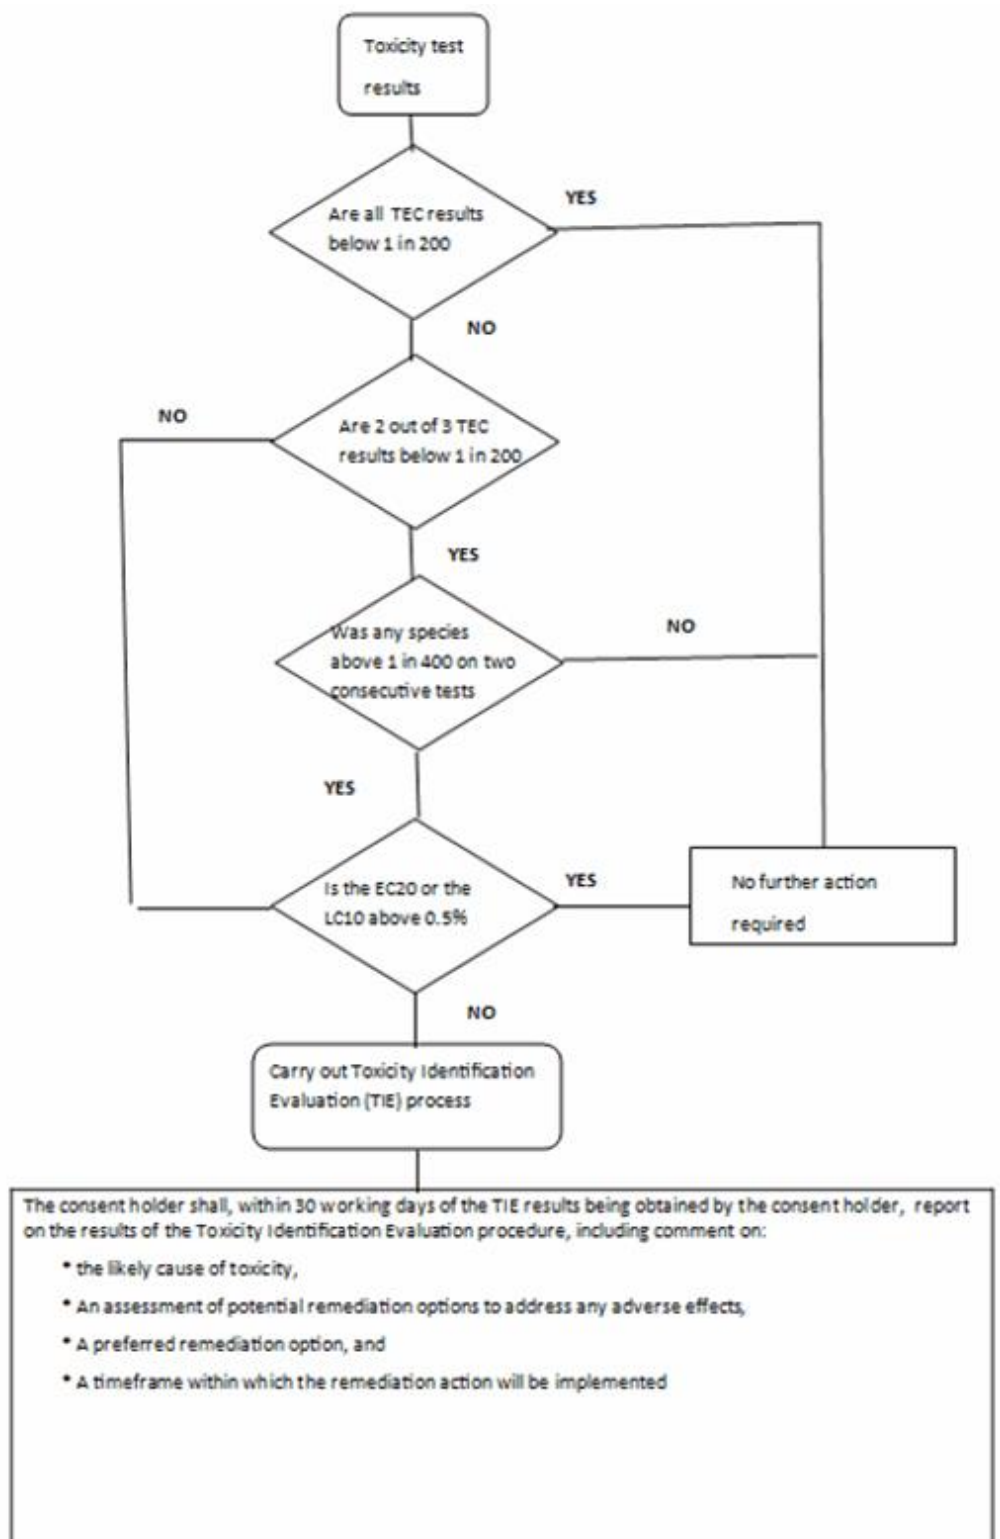 Toxicity test
results
Are all TEC results
below 1 in 200
YES
NO
Are 2 out of 3 TEC
results below 1 in 200
NO
YES
Was any species
above 1 in 400 on two
consecutive tests
NO
YES
Is the EC20 or the
LC10 above 0.5%
YES
No further action
required
NO
Carry out Toxicity Identification
Evaluation (TIE) process
The consent holder shall, within 30 working days of the TIE results being obtained by the consent holder, report
on the results of the Toxicity Identification Evaluation procedure, including comment on:
* the likely cause of toxicity,
* An assessment of potential remediation options to address any adverse effects,
* A preferred remediation option, and
* A timeframe within which the remediation action will be implemented